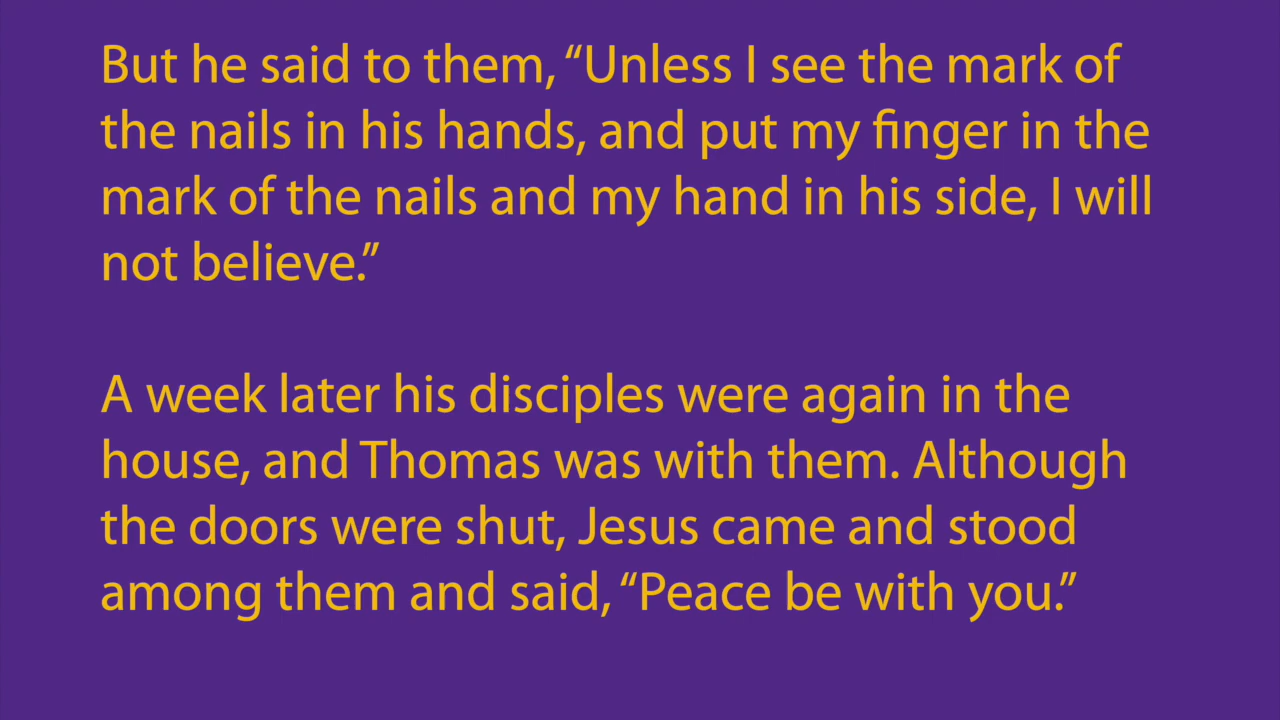 But he said to them, “Unless I see the mark of
the nails in his hands, and put my finger in the
mark of the nails and my hand in his side, I will
not believe.”
A week later his disciples were again in the
house, and Thomas was with them. Although
the doors were shut, Jesus came and stood
among them and said, “Peace be with you.”